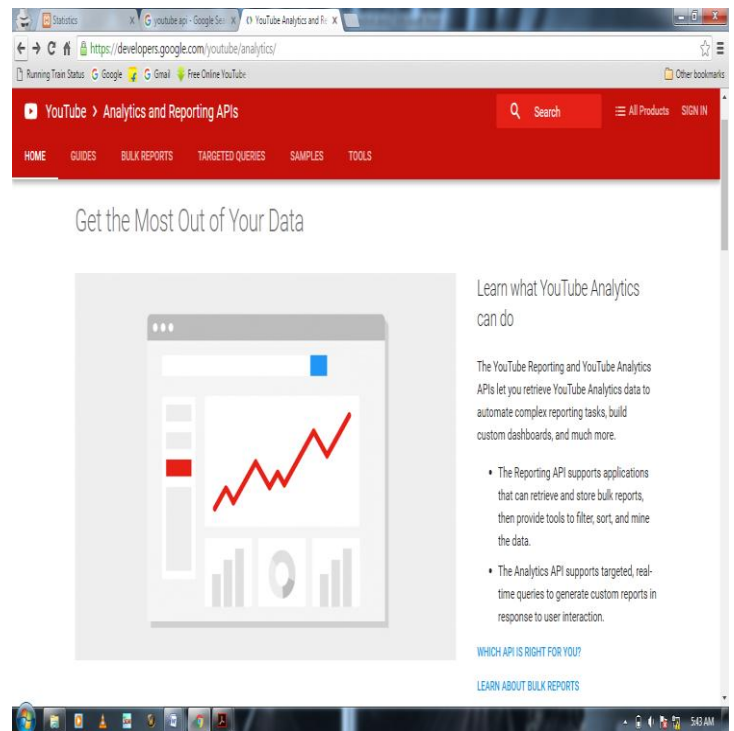 Statistics
youtube api - Google Sea
YouTube Analytics and Re
https://developers.google.com/youtube/analytics/
Running Train Status Google Gmail Free Online YouTube
Other bookmarks
YouTube > Analytics and Reporting APIs
Search
All Products SIGN IN
HOME GUIDES BULK REPORTS TARGETED QUERIES SAMPLES TOOLS
Get the Most Out of Your Data
Learn what YouTube Analytics
can do
The YouTube Reporting and YouTube Analytics
APIs let you retrieve YouTube Analytics data to
automate complex reporting tasks, build
custom dashboards, and much more.
• The Reporting API supports applications
that can retrieve and store bulk reports,
then provide tools to filter, sort, and mine
the data.
• The Analytics API supports targeted, real-
time queries to generate custom reports in
response to user interaction.
WHICH API IS RIGHT FOR YOU?
LEARN ABOUT BULK REPORTS
5:43 AM